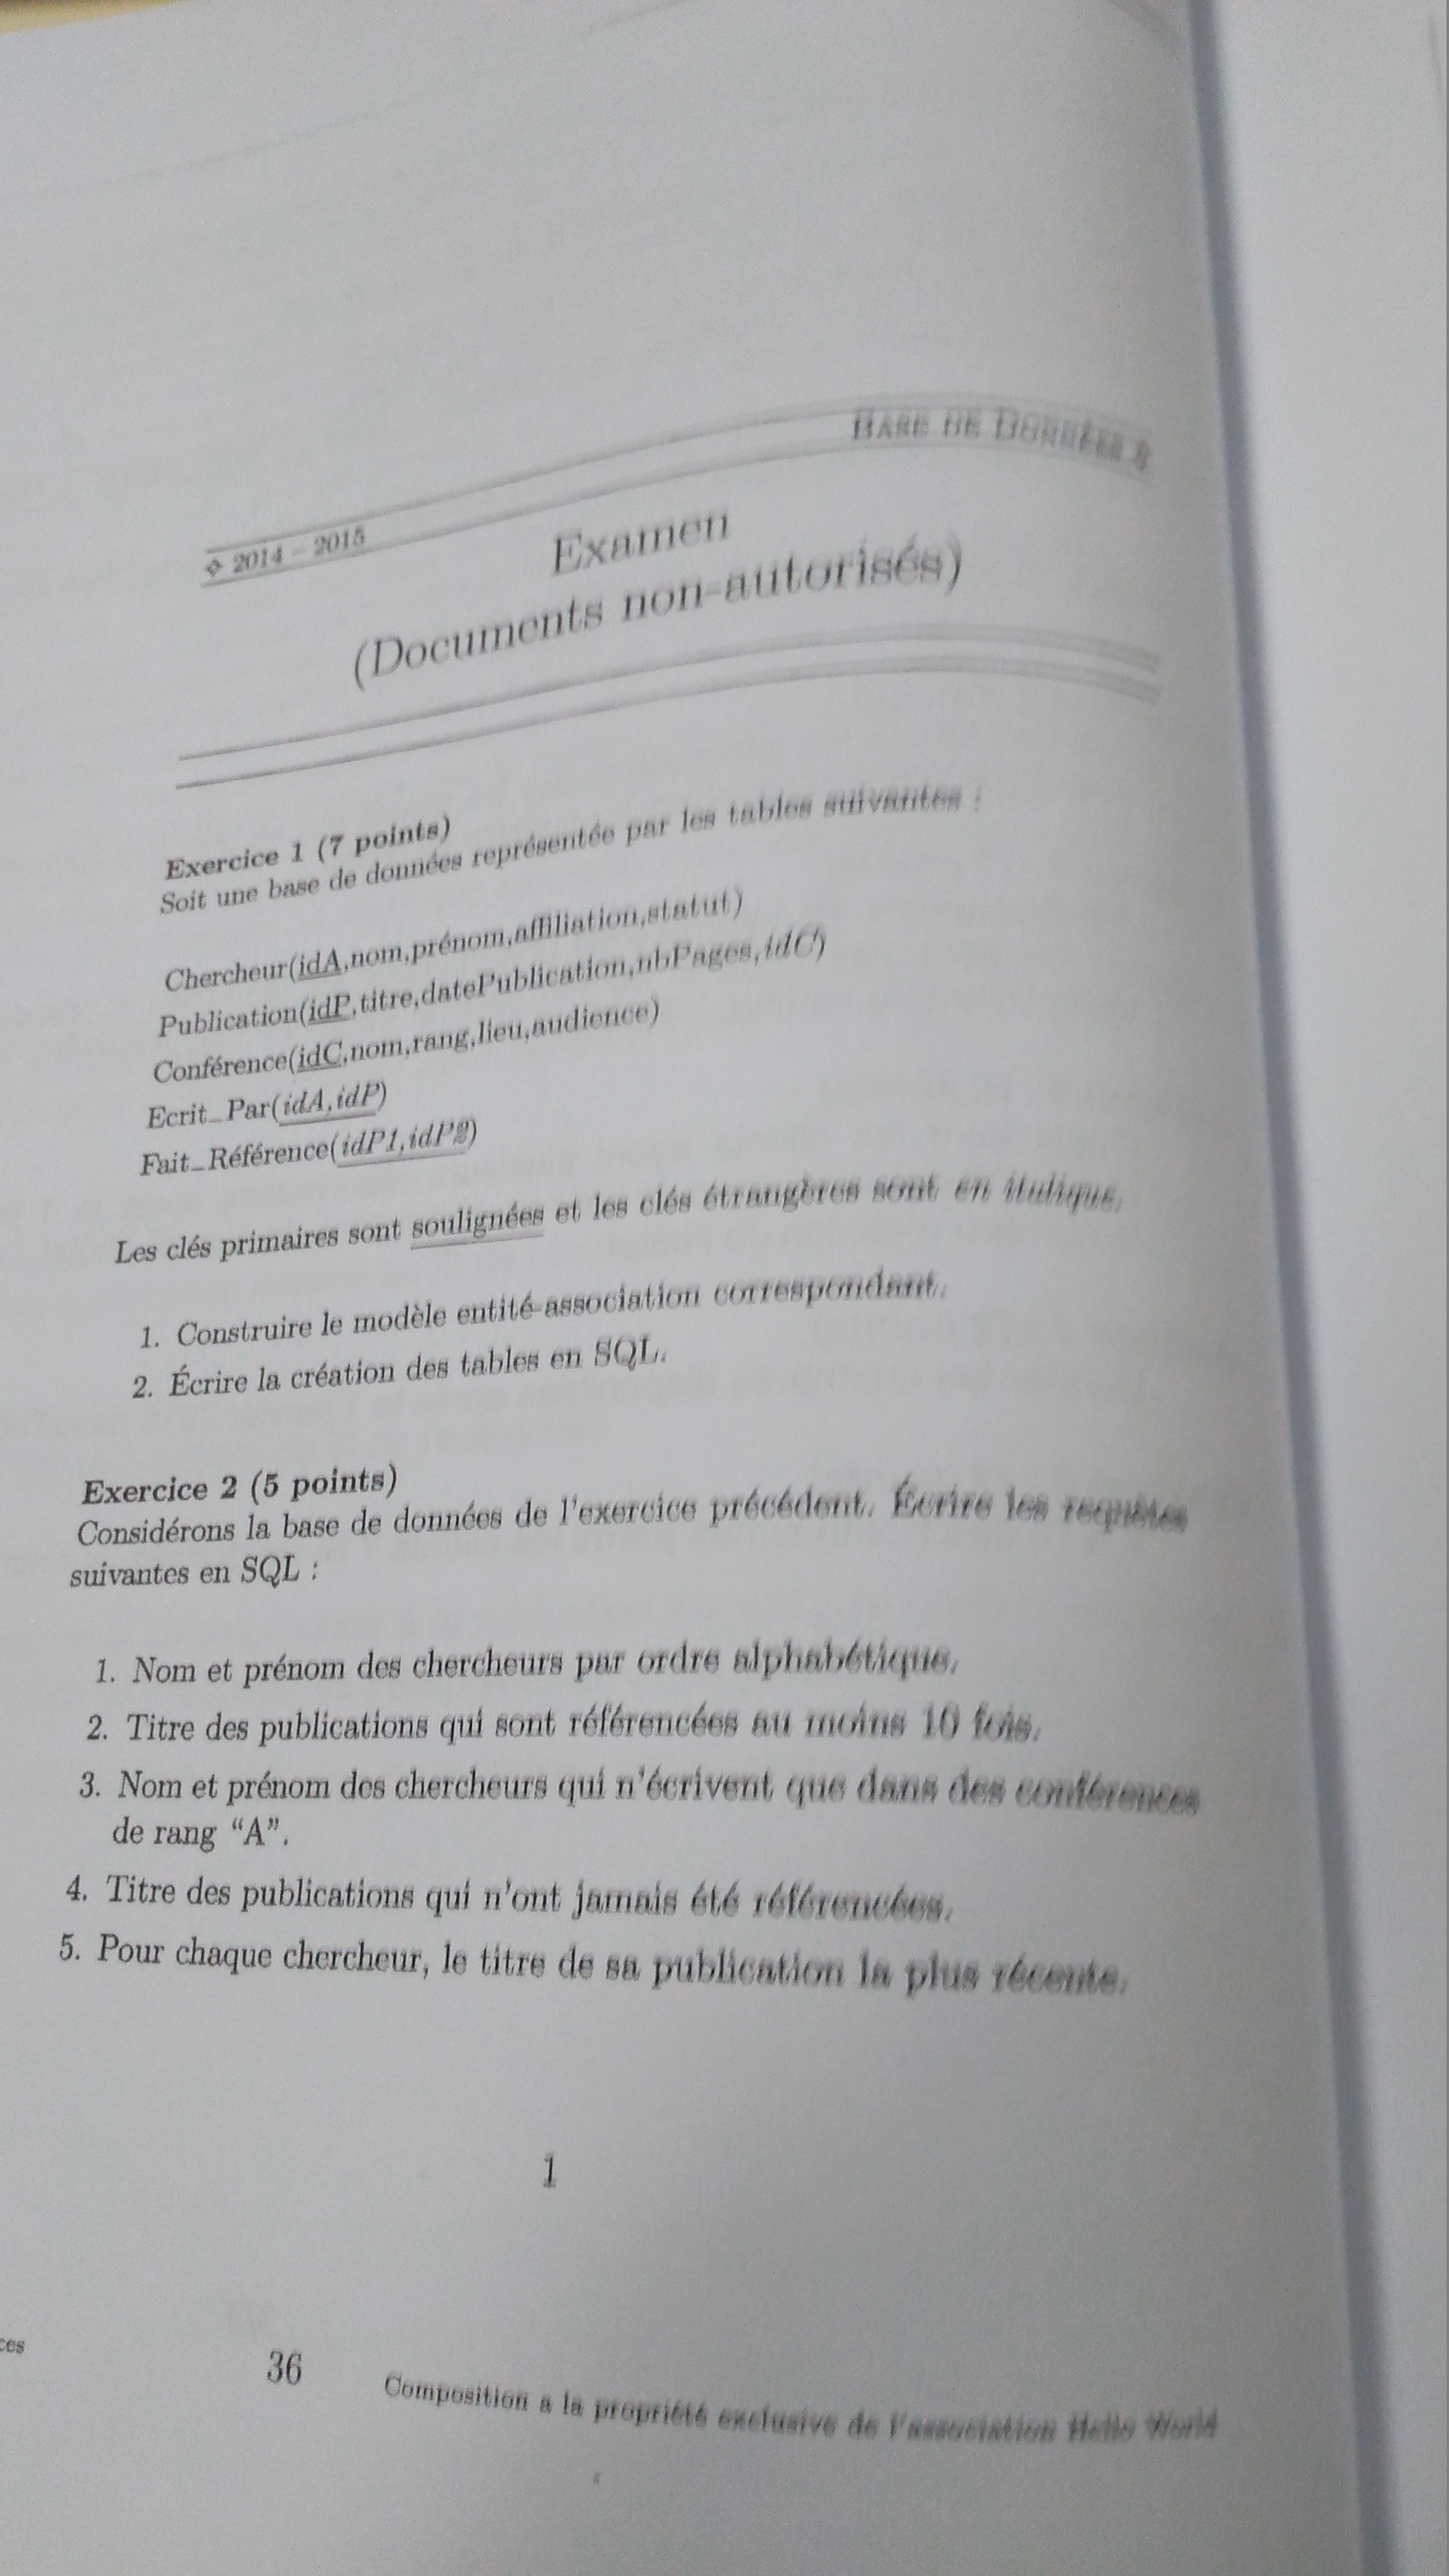 BASE DE DONNÉES
❖ 2014 – 2015
Examen
(Documents non-autorisés)
Exercice 1 (7 points)
Soit une base de données représentée par les tables suivantes :
Chercheur(idA,nom,prénom,affiliation,statut)
Publication(idP,titre,datePublication,nbPages,idC)
Conférence(idC,nom,rang,lieu,audience)
Ecrit_Par(idA,idP)
Fait_Référence(idP1,idP2)
Les clés primaires sont soulignées et les clés étrangères sont en italique.
1. Construire le modèle entité-association correspondant.
2. Écrire la création des tables en SQL.
Exercice 2 (5 points)
Considérons la base de données de l'exercice précédent. Écrire les requêtes
suivantes en SQL :
1. Nom et prénom des chercheurs par ordre alphabétique.
2. Titre des publications qui sont référencées au moins 10 fois.
3. Nom et prénom des chercheurs qui n'écrivent que dans des conférences
de rang “A”.
4. Titre des publications qui n'ont jamais été référencées.
5. Pour chaque chercheur, le titre de sa publication la plus récente.
1
ces
36
Composition a la propriété exclusive de l'association Hello World